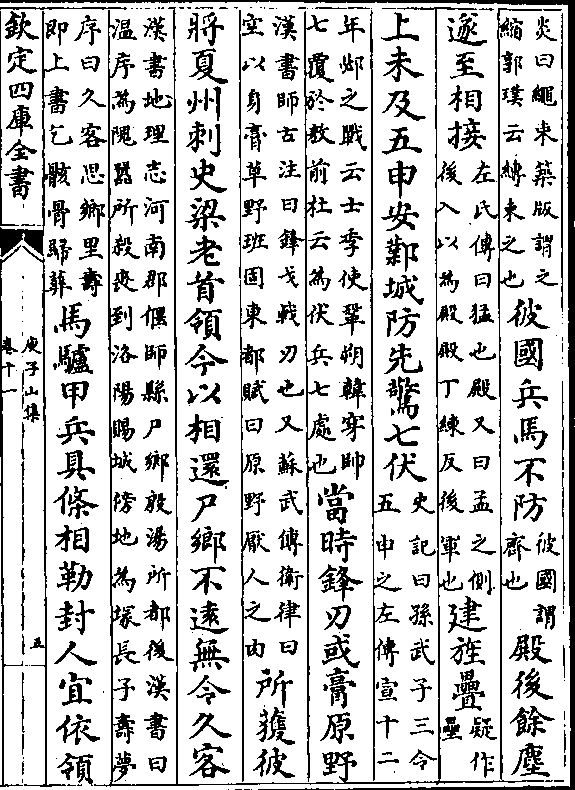 炎曰繩束築版謂之
縮郭璞云縛束之也
彼國兵馬不防
彼國謂
齊也
殿後餘塵
遂至相接
左氏傳曰猛也殿又曰孟之側
後入以為殿殿丁練反後軍也
建旌疊
疑作
壘
上未及五申安鄴城防先驚七伏
史記曰孫武子三令
五申之左傳宣十二
年邲之戰云士季使鞏朔韓穿帥
七覆於敖前杜云為伏兵七處也
當時鋒刃或膏原野
漢書師古注曰鋒戈戰刃也又蘇武傳衛律曰
空以身膏草野班固東都賦曰原野厭人之肉
所獲彼
將夏州刺史梁老首領今以相還尸鄉不遠無令久客
漢書地理志河南郡偃師縣尸鄉殷湯所都後漢書曰
溫序為隗囂所殺喪到洛陽賜城傍地為塚長子壽夢
序曰久客思鄉里壽
即上書乞骸骨歸葬
馬驢甲兵具條相勒封人宜依領
欽定四庫全書
庾子山集
卷十一
五